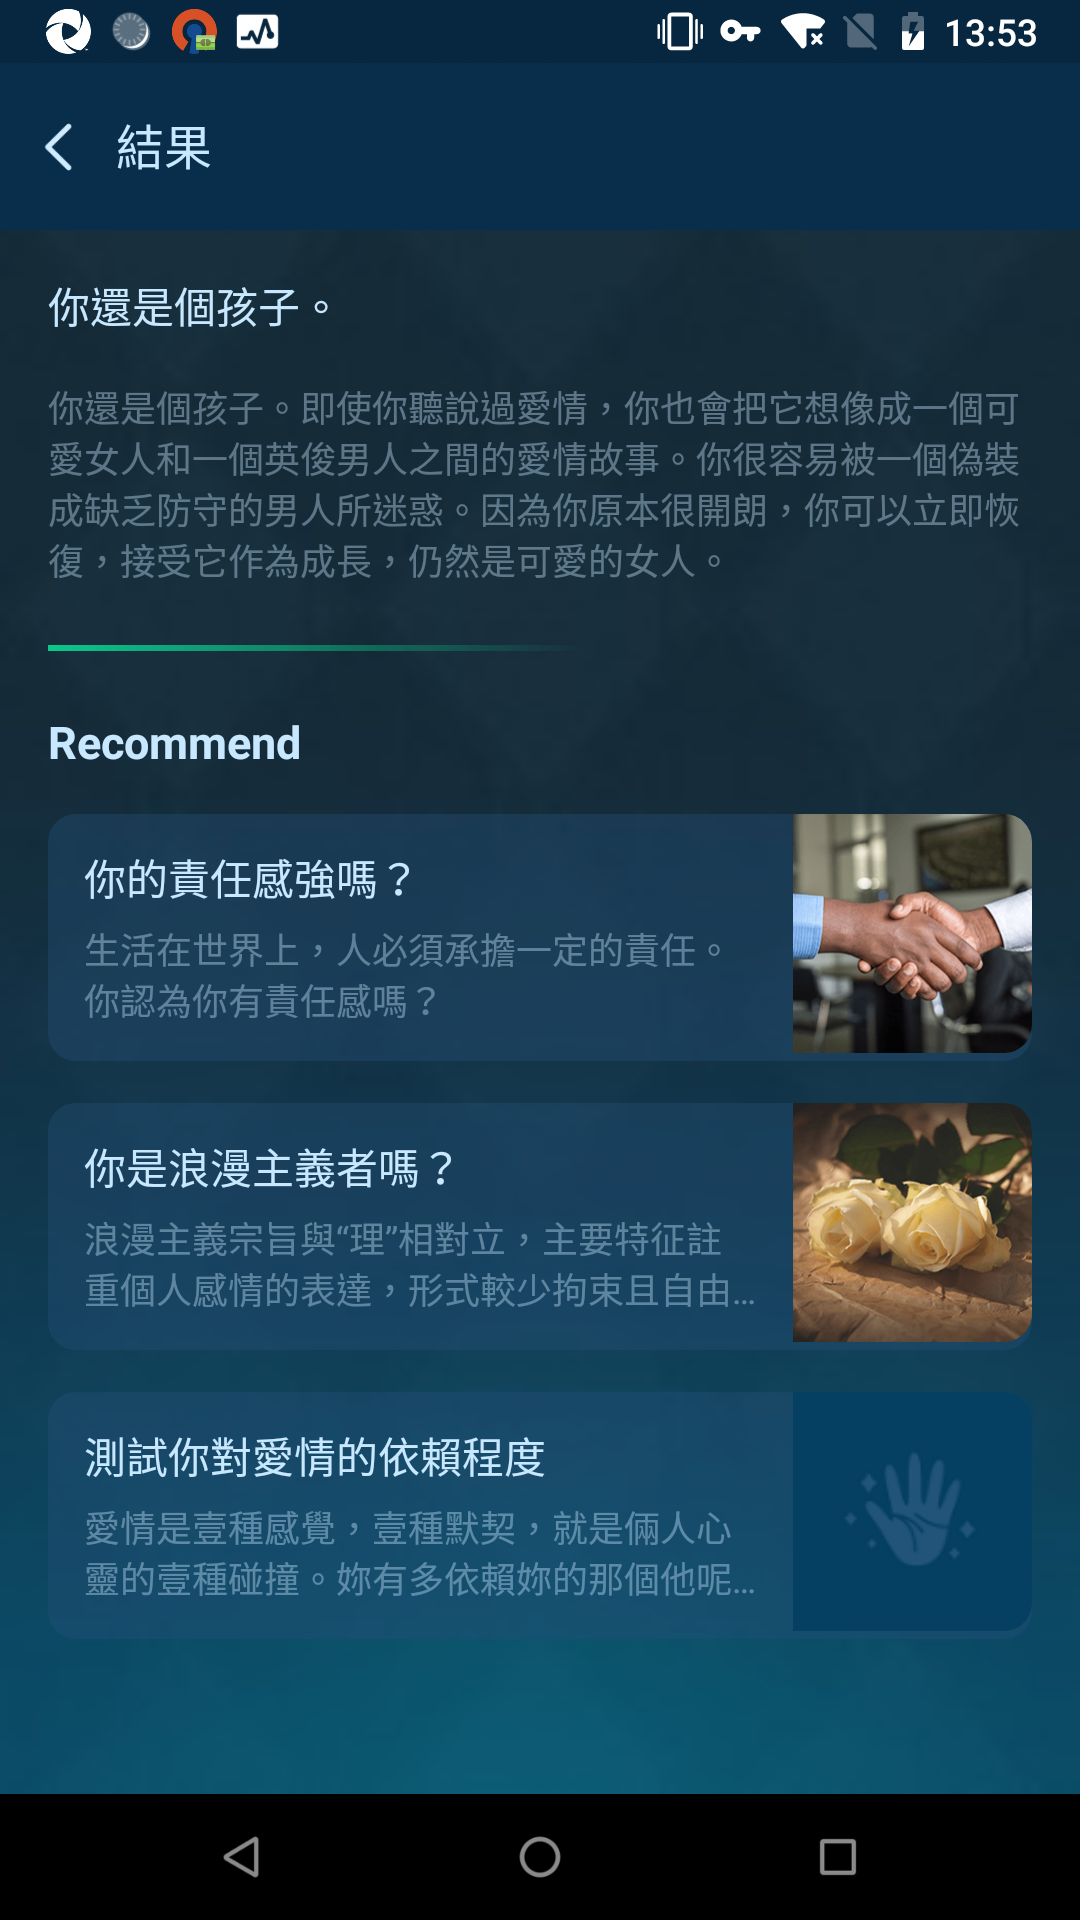 13:53
結果
你還是個孩子。
你還是個孩子。即使你聽說過愛情，你也會把它想像成一個可
愛女人和一個英俊男人之間的愛情故事。你很容易被一個偽裝
成缺乏防守的男人所迷惑。因為你原本很開朗，你可以立即恢
復，接受它作為成長，仍然是可愛的女人。
Recommend
你的責任感強嗎？
生活在世界上，人必須承擔一定的責任。
你認為你有責任感嗎？
你是浪漫主義者嗎？
浪漫主義宗旨與“理”相對立，主要特征註
重個人感情的表達，形式較少拘束且自由...
測試你對愛情的依賴程度
愛情是壹種感覺，壹種默契，就是倆人心
靈的壹種碰撞。妳有多依賴妳的那個他呢...